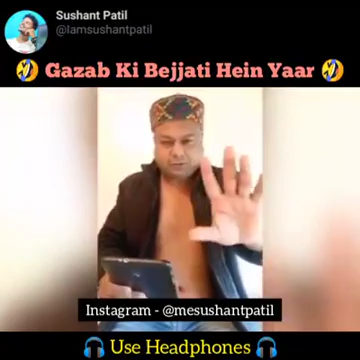 Sushant Patil
@Iamsushantpatil
🤣 Gazab Ki Bejjati Hein Yaar 🤣
Instagram - @mesushantpatil
🎧 Use Headphones 🎧